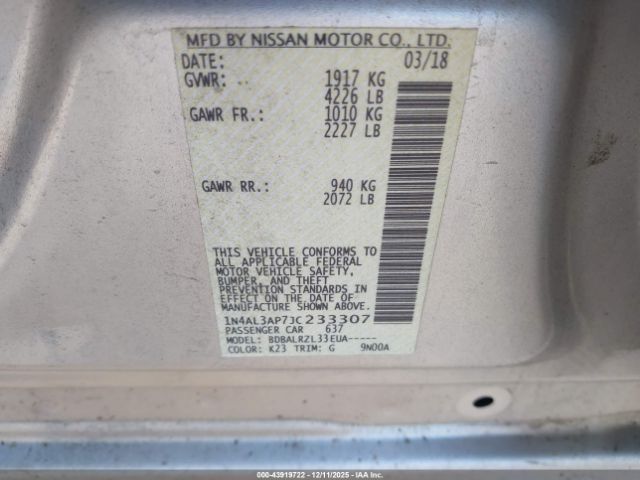 MFD BY NISSAN MOTOR CO., LTD.
DATE: 03/18
GVWR: 1917 KG
4226 LB
GAWR FR.: 1010 KG
2227 LB
GAWR RR.: 940 KG
2072 LB
THIS VEHICLE CONFORMS TO
ALL APPLICABLE FEDERAL
MOTOR VEHICLE SAFETY,
BUMPER, AND THEFT
PREVENTION STANDARDS IN
EFFECT ON THE DATE OF
MANUFACTURE SHOWN ABOVE.
1N4AL3AP7JC233307
PASSENGER CAR 637
MODEL: BDBALRZL33EUA-----
COLOR: K23 TRIM: G 9N00A
000-43919722 - 12/11/2025 - IAA Inc.